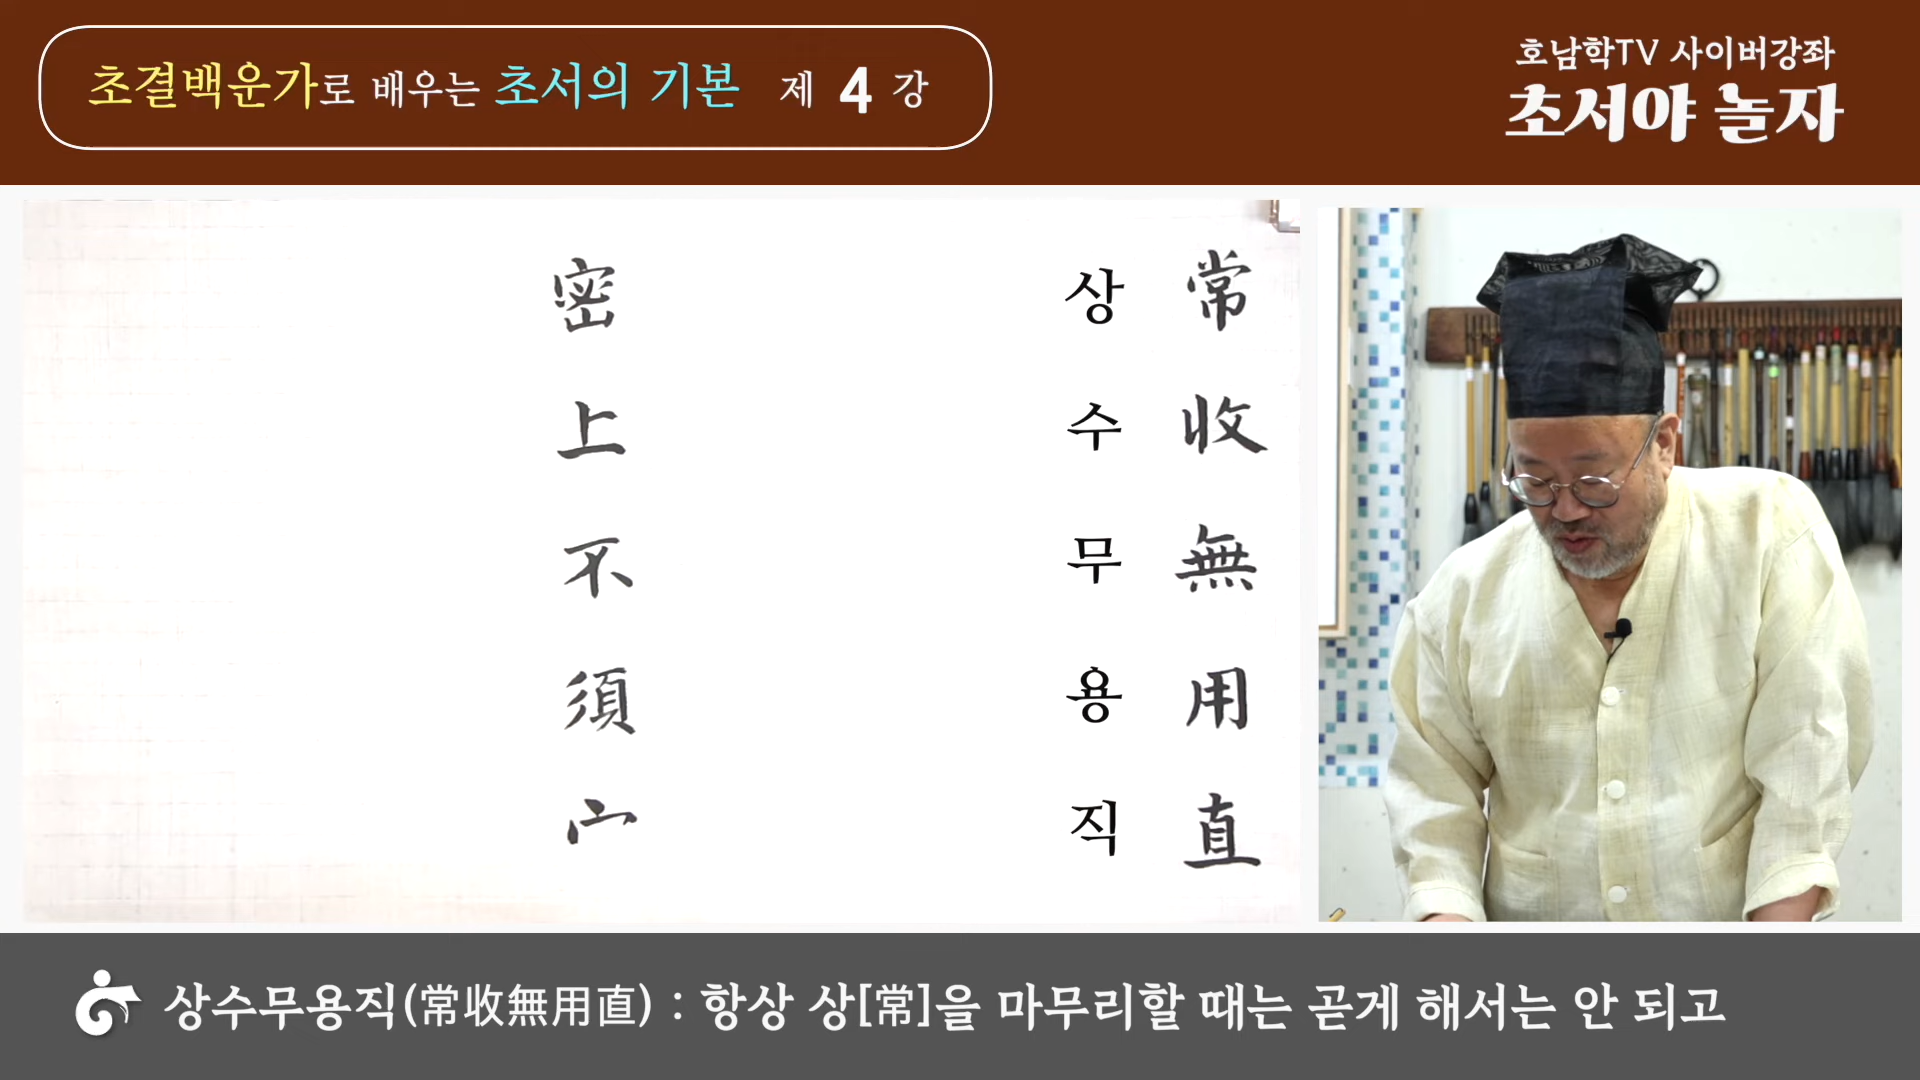 초결백운가로 배우는 초서의 기본 제 4 강
호남학TV 사이버강좌
초서야 놀자
常收無用直
상수무용직
密上不須宀
상수무용직(常收無用直) : 항상 상[常]을 마무리할 때는 곧게 해서는 안 되고